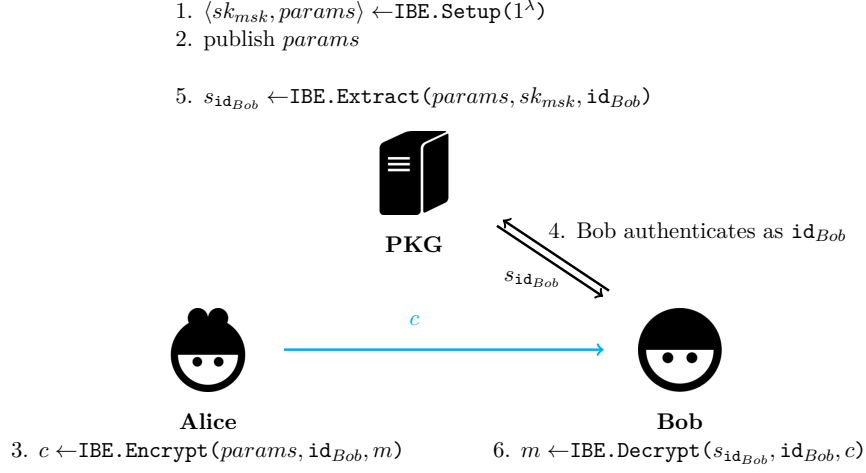 1. ⟨sk_msk, params⟩ ←IBE.Setup(1^λ)
2. publish params
5. s_id_Bob ←IBE.Extract(params, sk_msk, id_Bob)
PKG
4. Bob authenticates as id_Bob
s_id_Bob
c
Alice
Bob
3. c ←IBE.Encrypt(params, id_Bob, m)
6. m ←IBE.Decrypt(s_id_Bob, id_Bob, c)